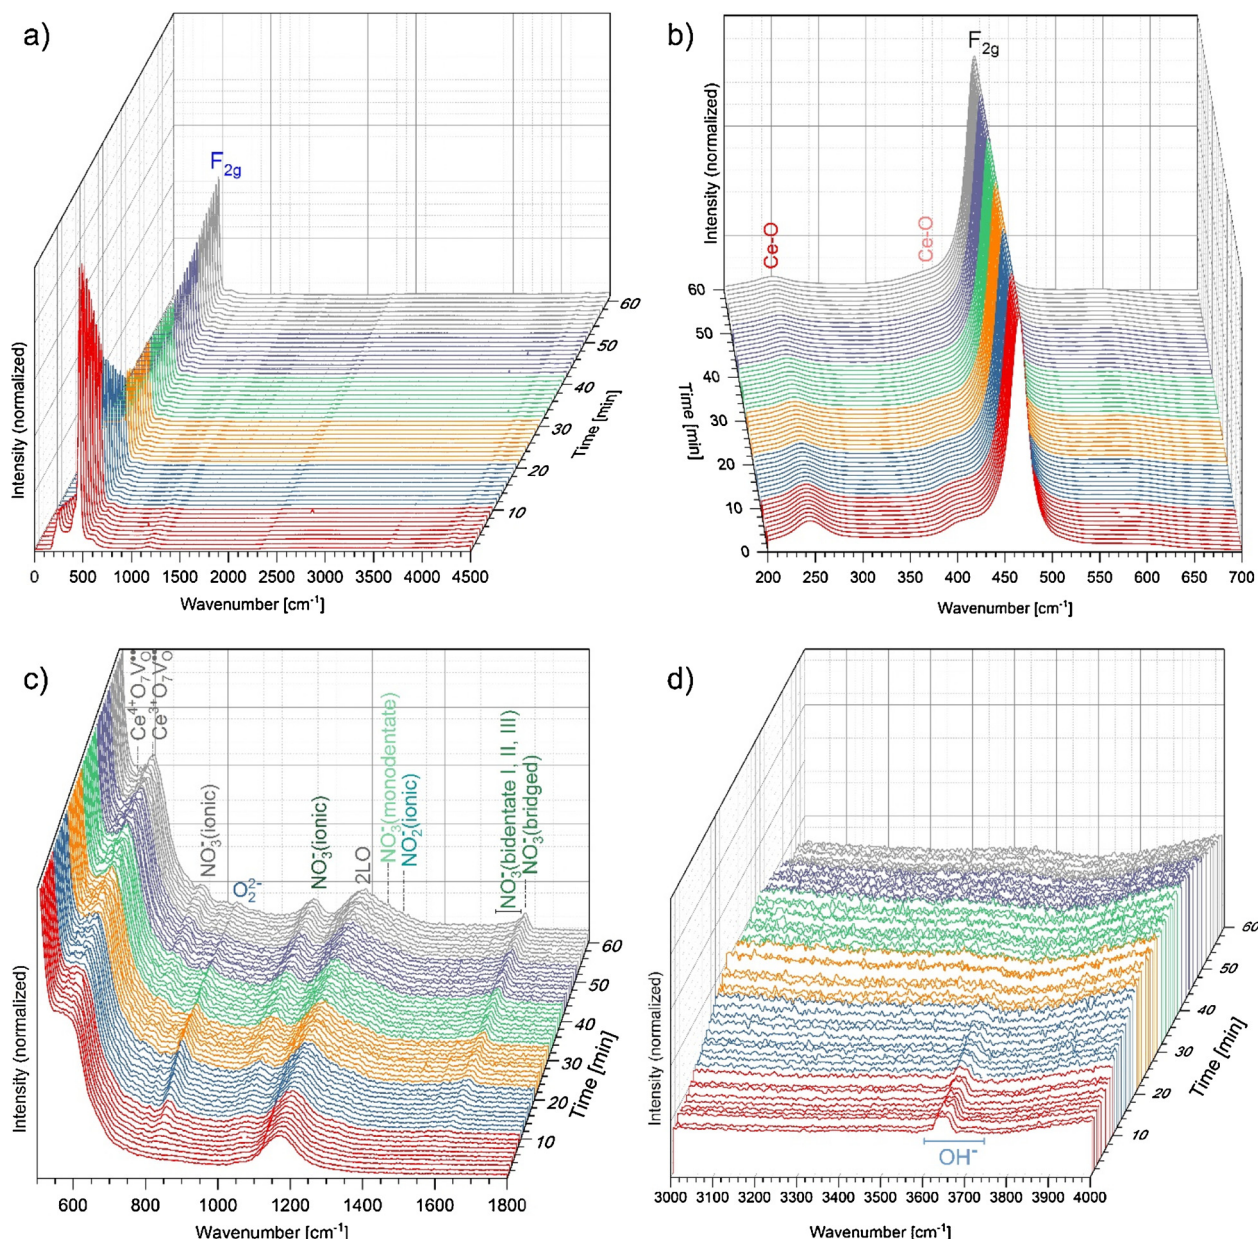 a)
F2g
Intensity (normalized)
60
50
40
30
20
10
Time [min]
0 500 1000 1500 2000 2500 3000 3500 4000 4500
Wavenumber [cm-1]
b)
F2g
Ce-O
Ce-O
Intensity (normalized)
60
50
40
30
20
10
0
Time [min]
200 250 300 350 400 450 500 550 600 650 700
Wavenumber [cm-1]
c)
Ce4+O7VO••
Ce3+O7VO••
NO3-(ionic)
O22-
NO3-(ionic)
2LO
NO3-(monodentate)
NO2-(ionic)
NO3-(bidentate I, II, III)
NO3-(bridged)
Intensity (normalized)
60
50
40
30
20
10
Time [min]
600 800 1000 1200 1400 1600 1800
Wavenumber [cm-1]
d)
Intensity (normalized)
60
50
40
30
20
10
Time [min]
OH-
3000 3100 3200 3300 3400 3500 3600 3700 3800 3900 4000
Wavenumber [cm-1]